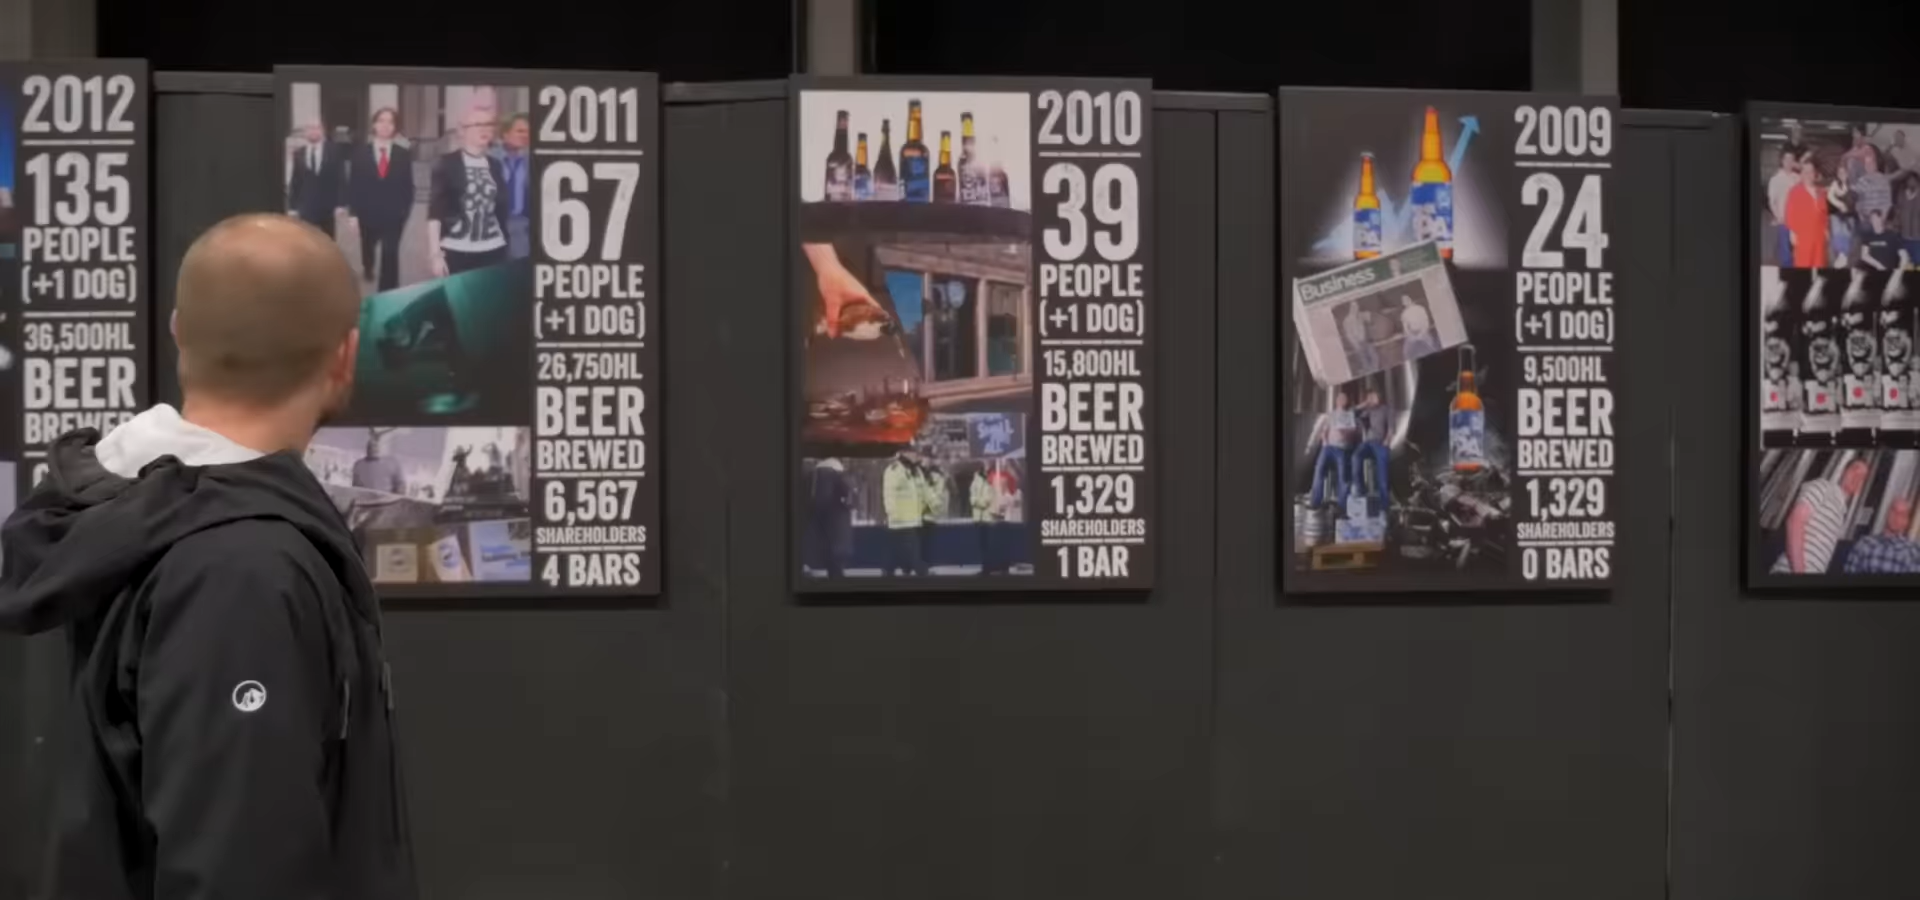 2012
135
PEOPLE
(+1 DOG)
36,500HL
BEER
BREWED
2011
67
PEOPLE
(+1 DOG)
26,750HL
BEER
BREWED
6,567
SHAREHOLDERS
4 BARS
2010
39
PEOPLE
(+1 DOG)
15,800HL
BEER
BREWED
1,329
SHAREHOLDERS
1 BAR
2009
24
PEOPLE
(+1 DOG)
9,500HL
BEER
BREWED
1,329
SHAREHOLDERS
0 BARS
Business